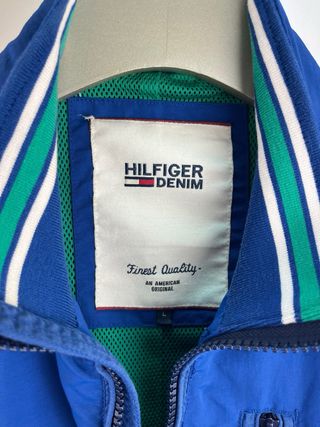 HILFIGER
DENIM
Finest Quality-
AN AMERICAN
ORIGINAL
L